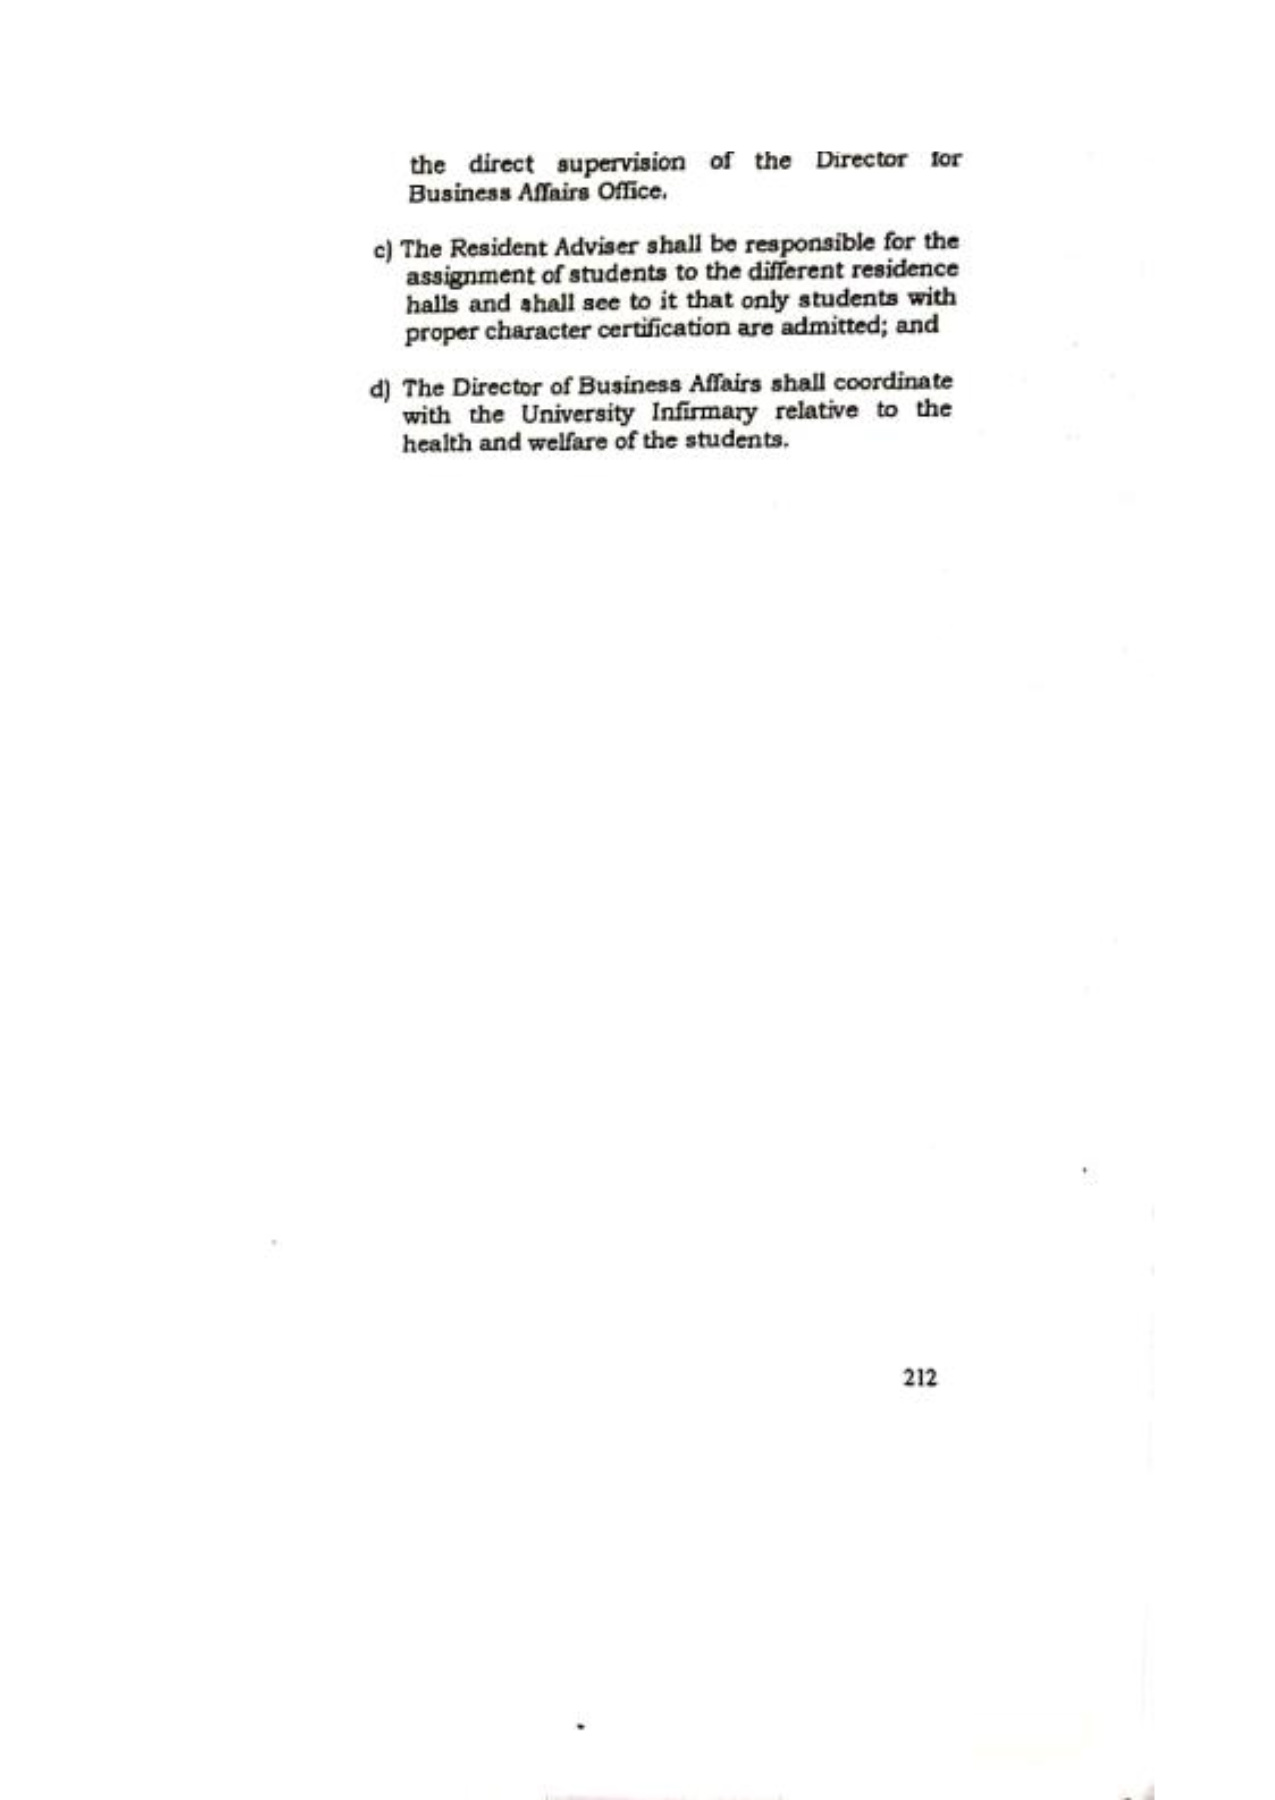 the direct supervision of the Director for
Business Affairs Office.
c) The Resident Adviser shall be responsible for the
assignment of students to the different residence
halls and shall see to it that only students with
proper character certification are admitted; and
d) The Director of Business Affairs shall coordinate
with the University Infirmary relative to the
health and welfare of the students.
212